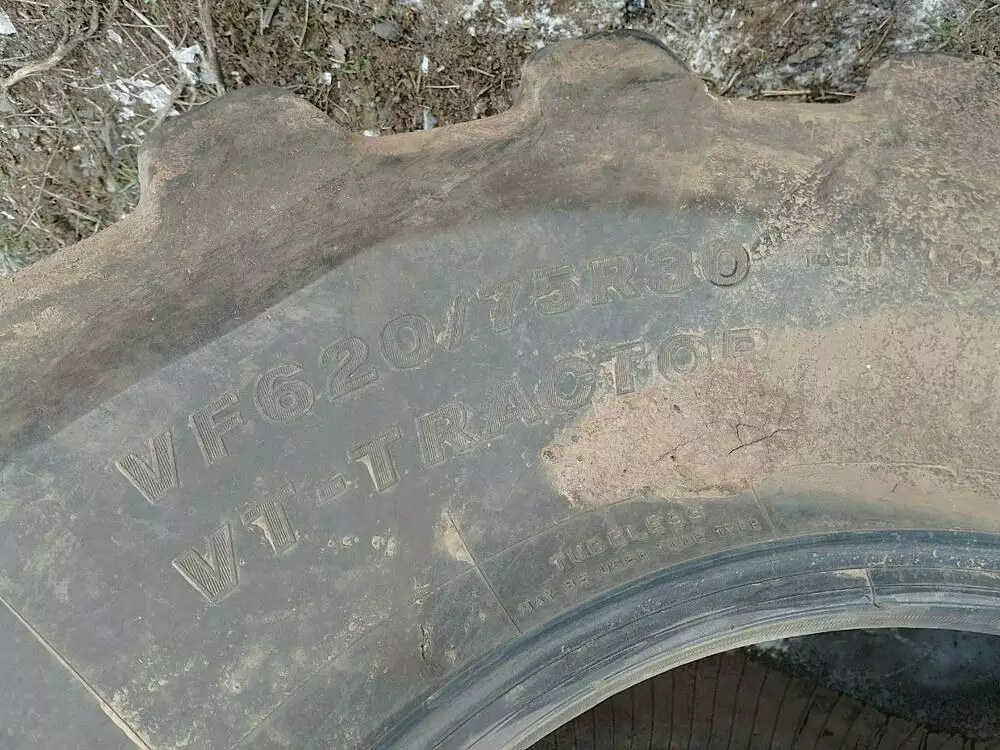 VF620/75R30
VT-TRACTOR
TUBELESS
MAY BE USED TUBE TYPE